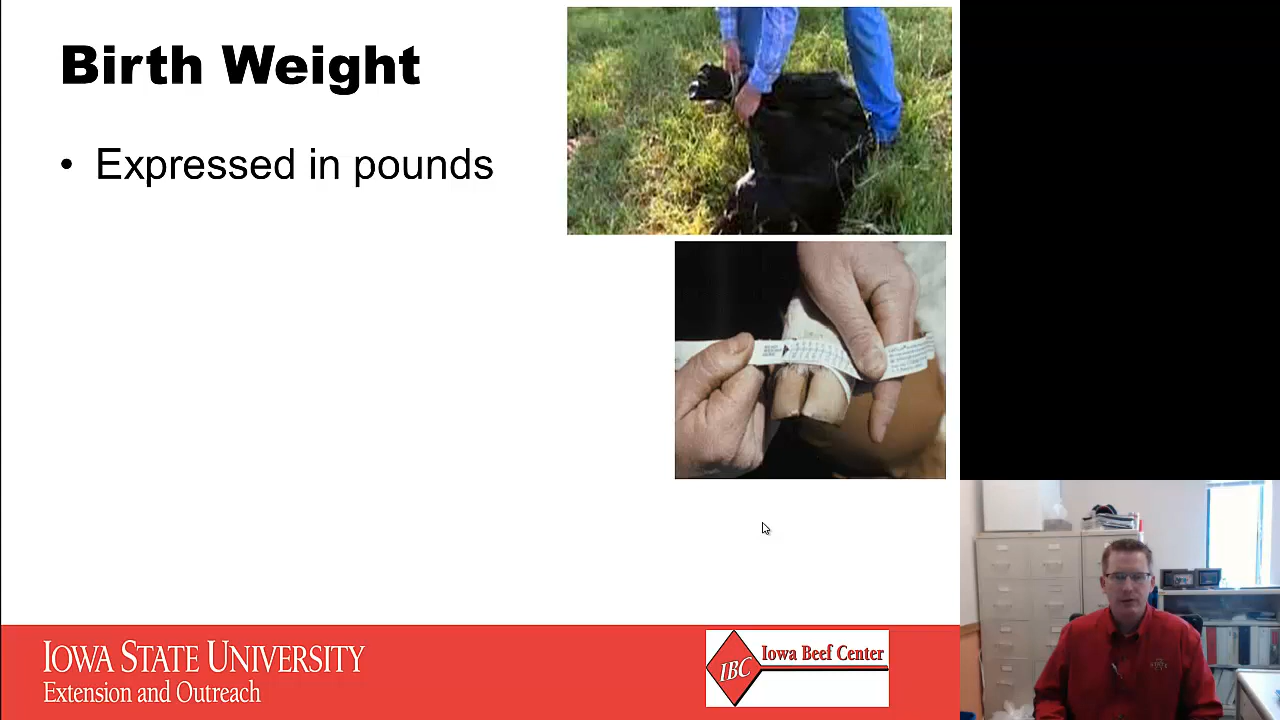 Birth Weight
• Expressed in pounds
IOWA STATE UNIVERSITY
Extension and Outreach
IBC
Iowa Beef Center